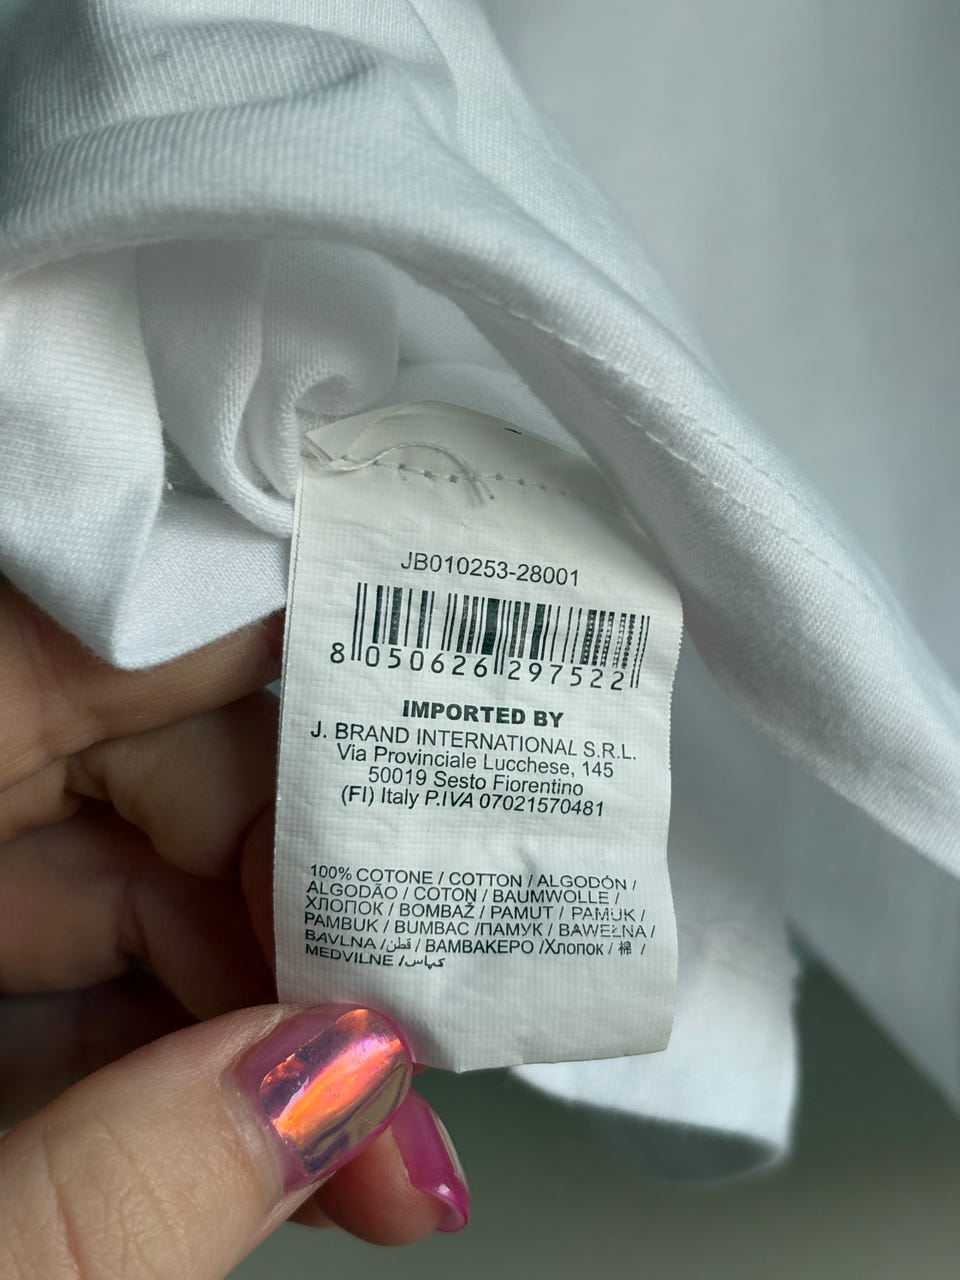 JB010253-28001
8 050626 297522
IMPORTED BY
J. BRAND INTERNATIONAL S.R.L.
Via Provinciale Lucchese, 145
50019 Sesto Fiorentino
(FI) Italy P.IVA 07021570481
100% COTONE / COTTON / ALGODÓN /
ALGODÃO / COTON / BAUMWOLLE /
ХЛОПОК / BOMBAŽ / PAMUT / PAMUK /
PAMBUK / BUMBAC /ПАМУК / BAWEŁNA /
BAVLNA /قطن / ΒΑΜΒΑΚΕΡΟ /Хлопок / 棉 /
MEDVILNĖ /کپاس